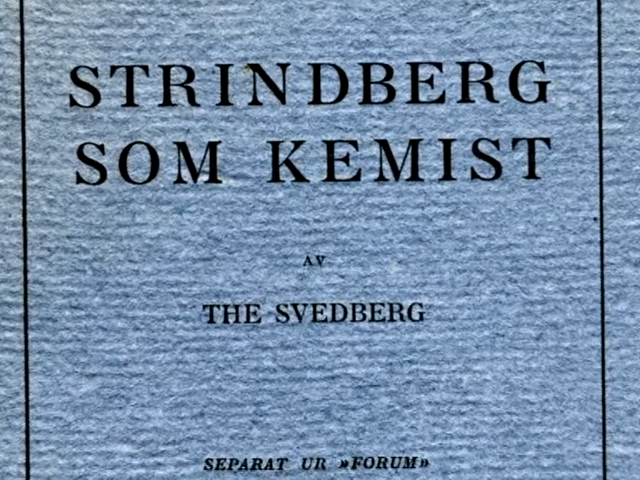 STRINDBERG
SOM KEMIST
AV
THE SVEDBERG
SEPARAT UR »FORUM»